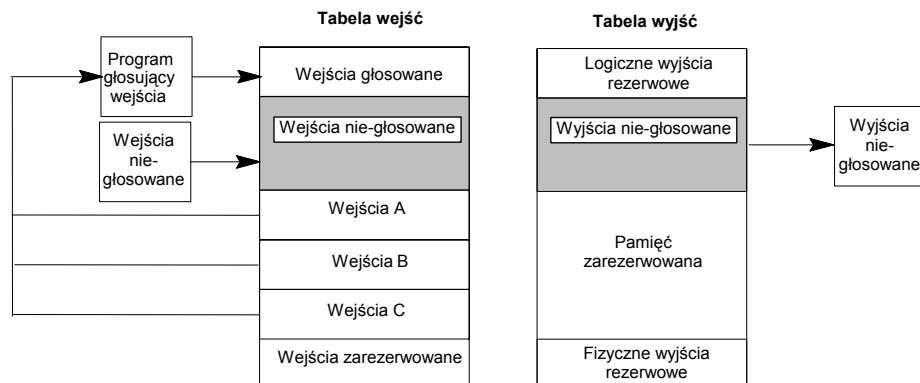 Tabela wejść
Program
głosujący
wejścia
Wejścia
nie-
głosowane
Wejścia głosowane
Wejścia nie-głosowane
Wejścia A
Wejścia B
Wejścia C
Wejścia zarezerwowane
Tabela wyjść
Logiczne wyjścia
rezerwowe
Wyjścia nie-głosowane
Pamięć
zarezerwowana
Fizyczne wyjścia
rezerwowe
Wyjścia
nie-
głosowane